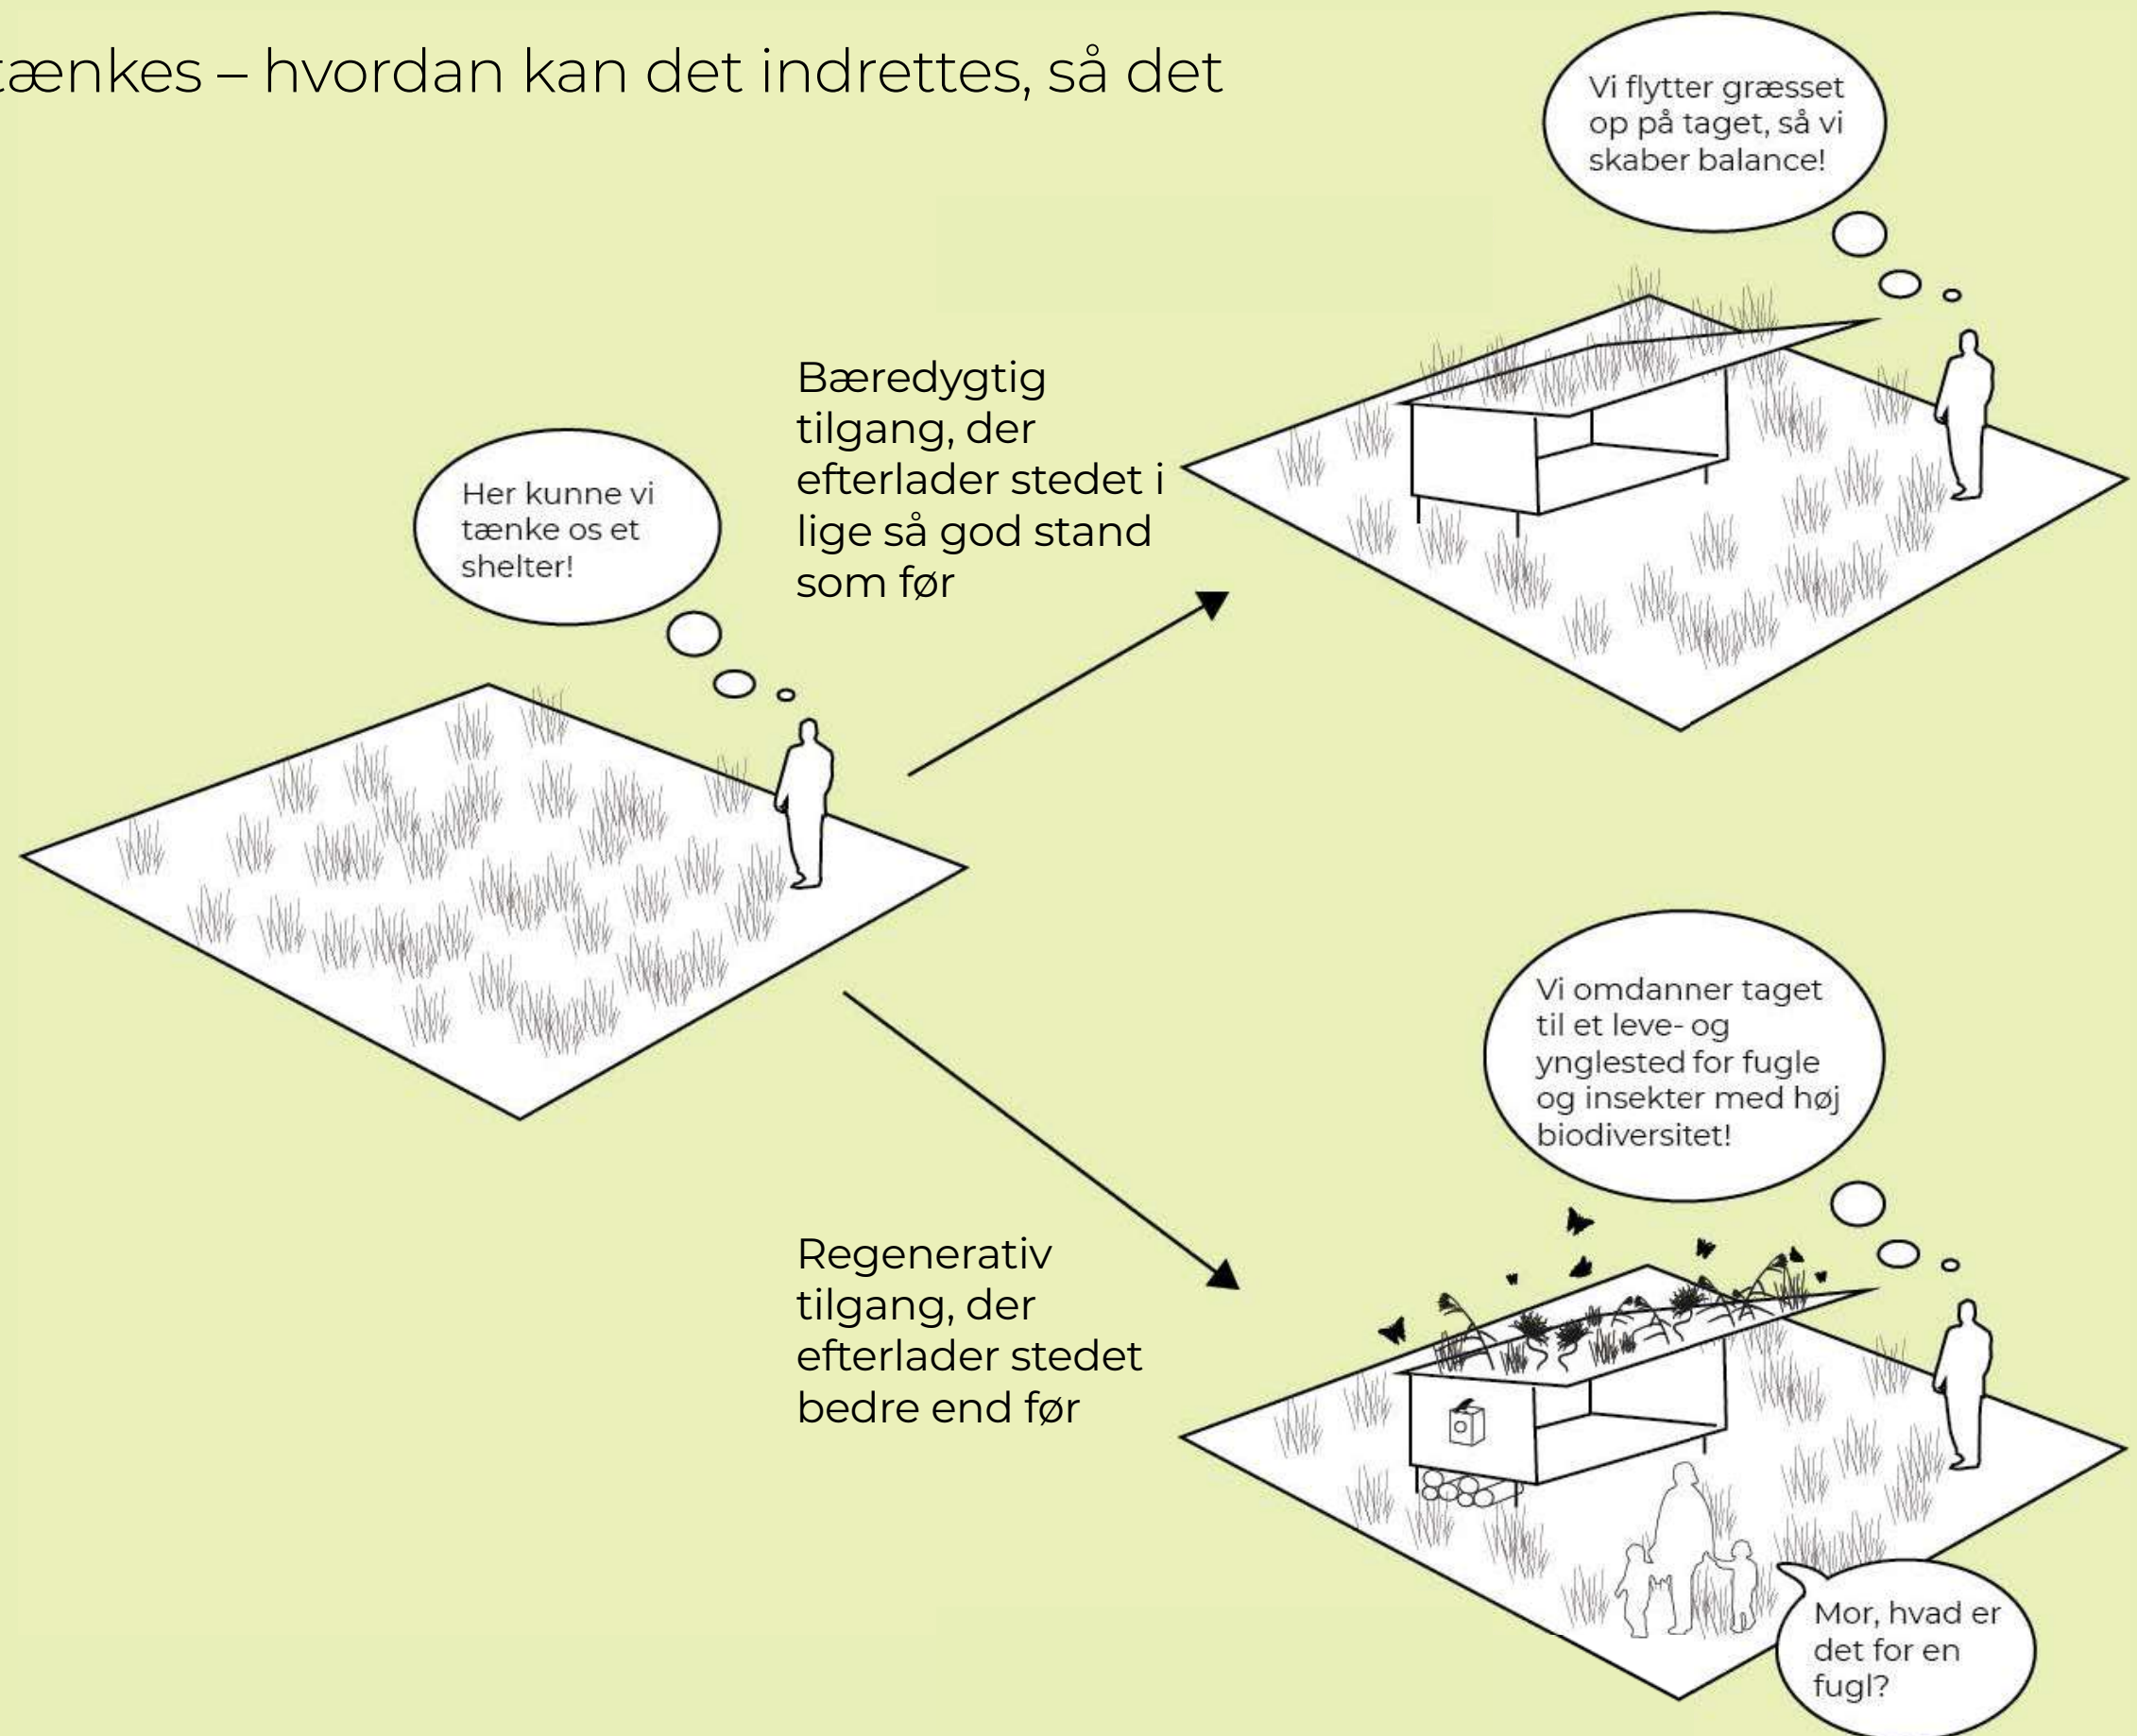 tænkes – hvordan kan det indrettes, så det
Vi flytter græsset
op på taget, så vi
skaber balance!
Bæredygtig
tilgang, der
efterlader stedet i
lige så god stand
som før
Her kunne vi
tænke os et
shelter!
Vi omdanner taget
til et leve- og
ynglested for fugle
og insekter med høj
biodiversitet!
Regenerativ
tilgang, der
efterlader stedet
bedre end før
Mor, hvad er
det for en
fugl?